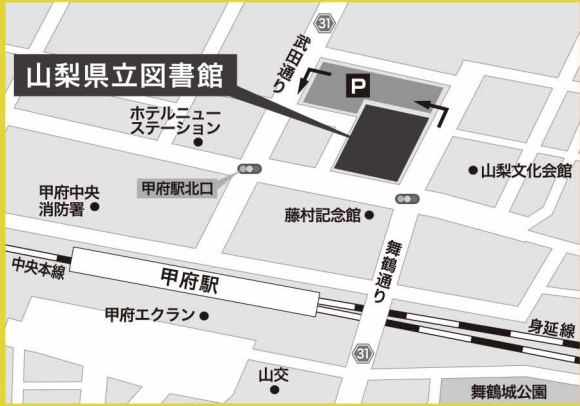 31
武田通り
山梨県立図書館
P
ホテルニュー
ステーション
山梨文化会館
甲府駅北口
甲府中央
消防署
藤村記念館
舞鶴通り
中央本線
甲府駅
身延線
甲府エクラン
31
山交
舞鶴城公園